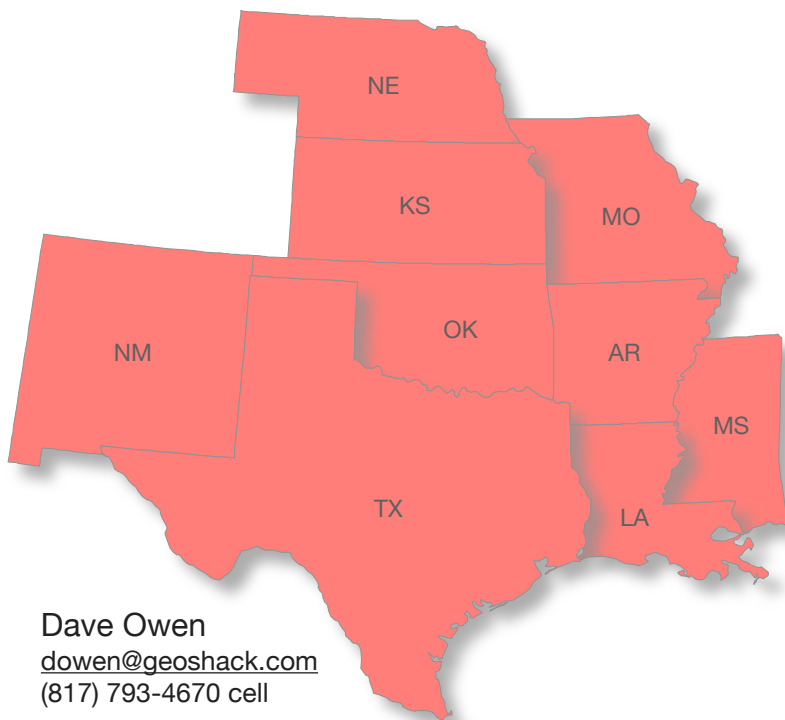 NE
KS
MO
OK
NM
AR
MS
TX
LA
Dave Owen
dowen@geoshack.com
(817) 793-4670 cell